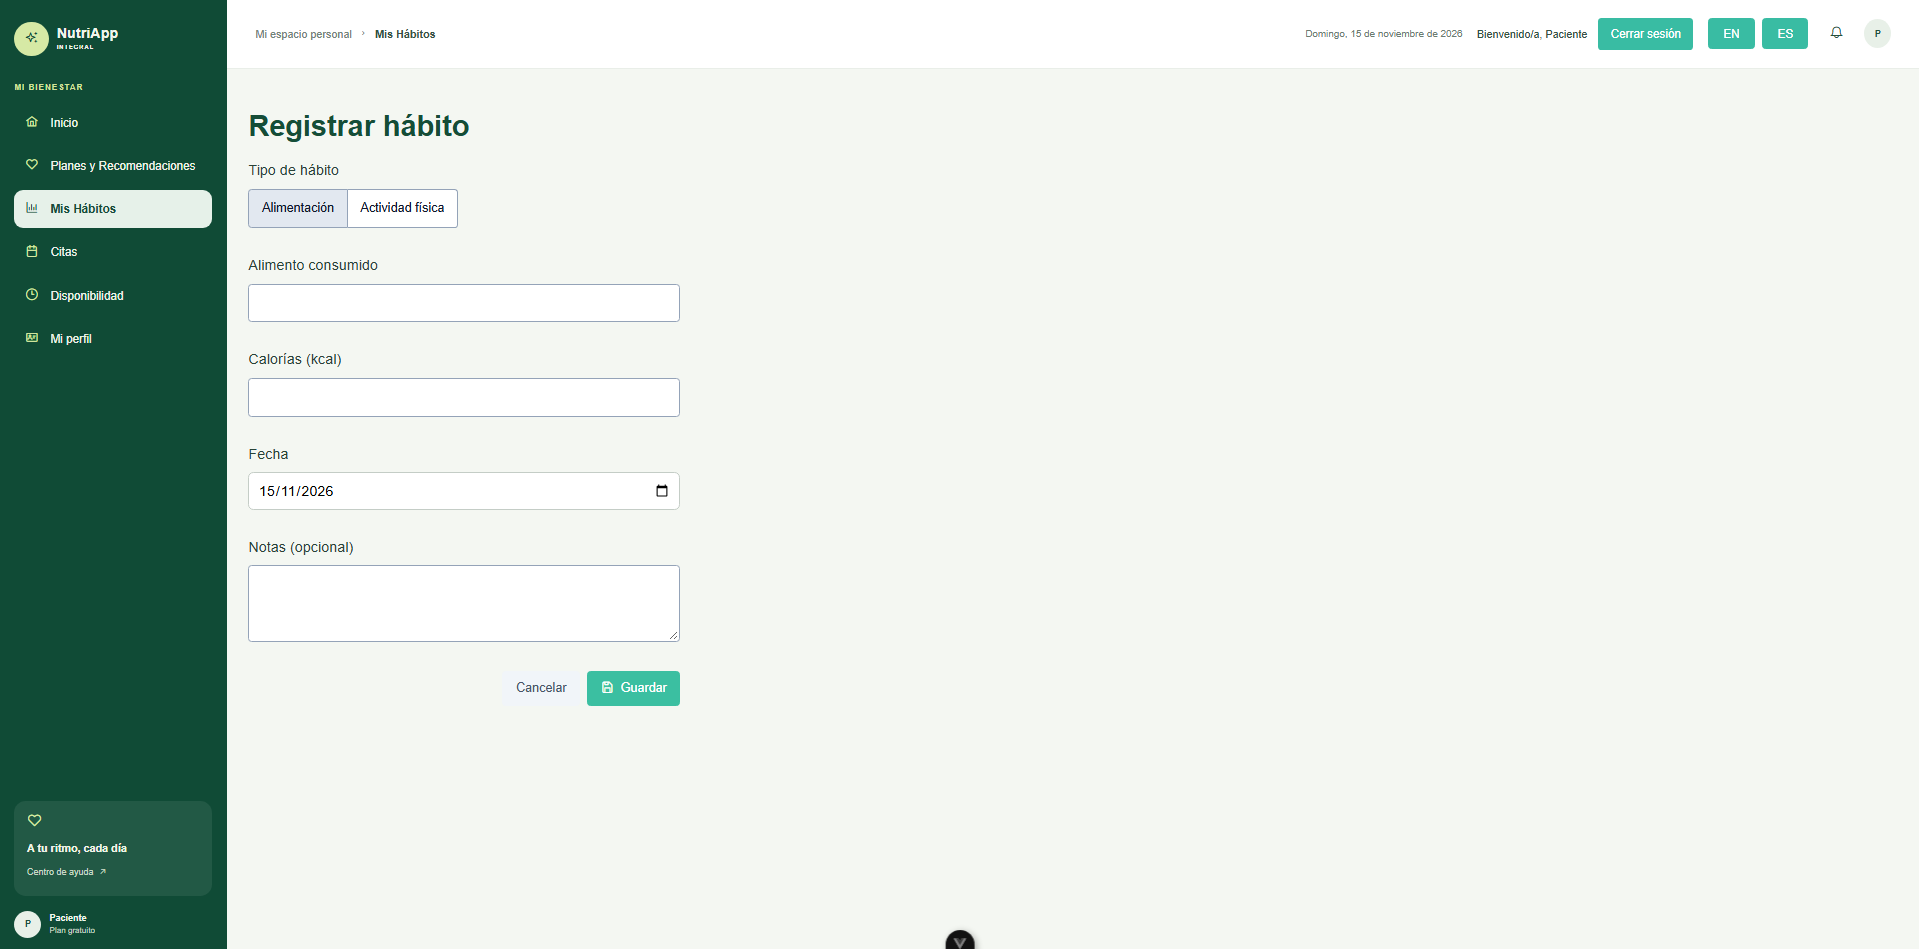 NutriApp
INTEGRAL
MI BIENESTAR
Inicio
Planes y Recomendaciones
Mis Hábitos
Citas
Disponibilidad
Mi perfil
A tu ritmo, cada día
Centro de ayuda ↗
P
Paciente
Plan gratuito
Mi espacio personal › Mis Hábitos
Domingo, 15 de noviembre de 2026 Bienvenido/a, Paciente Cerrar sesión EN ES P
Registrar hábito
Tipo de hábito
Alimentación Actividad física
Alimento consumido
Calorías (kcal)
Fecha
15/11/2026
Notas (opcional)
Cancelar Guardar